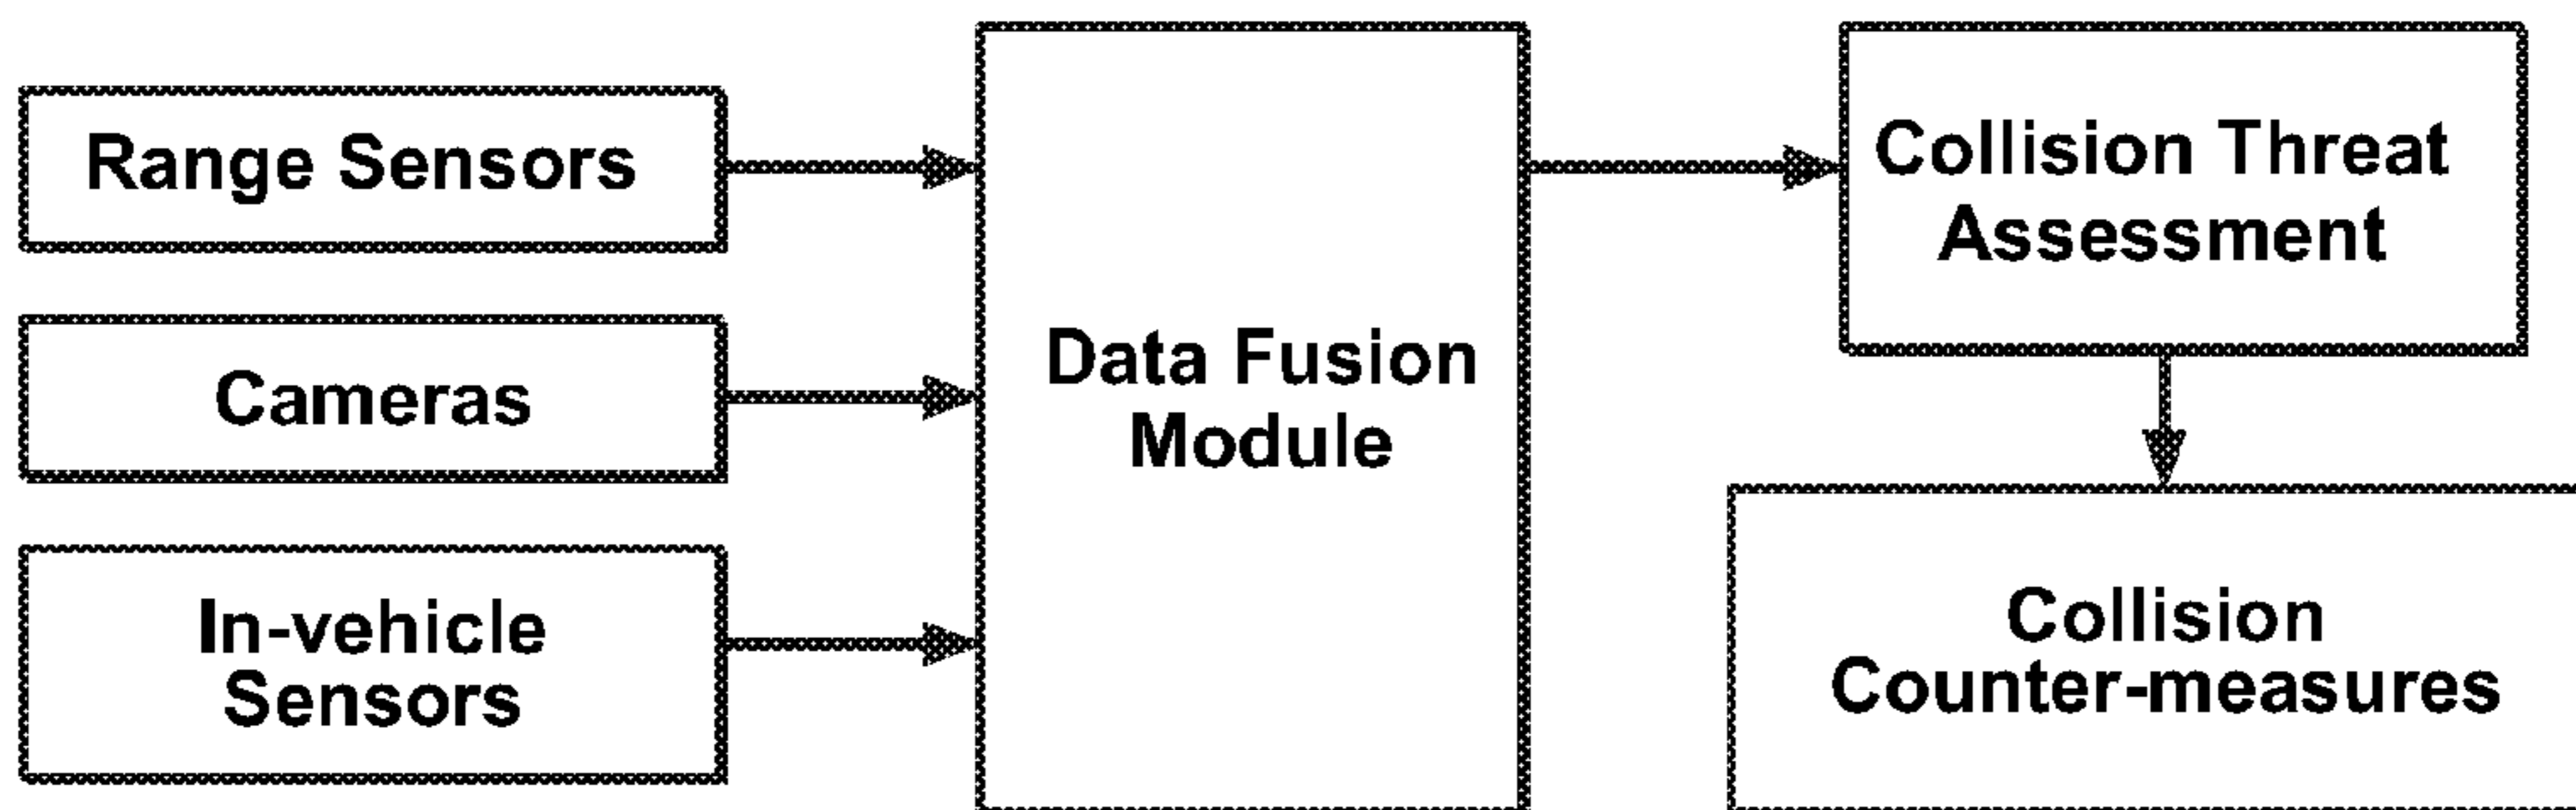 Range Sensors
Cameras
In-vehicle
Sensors
Data Fusion
Module
Collision Threat
Assessment
Collision
Counter-measures